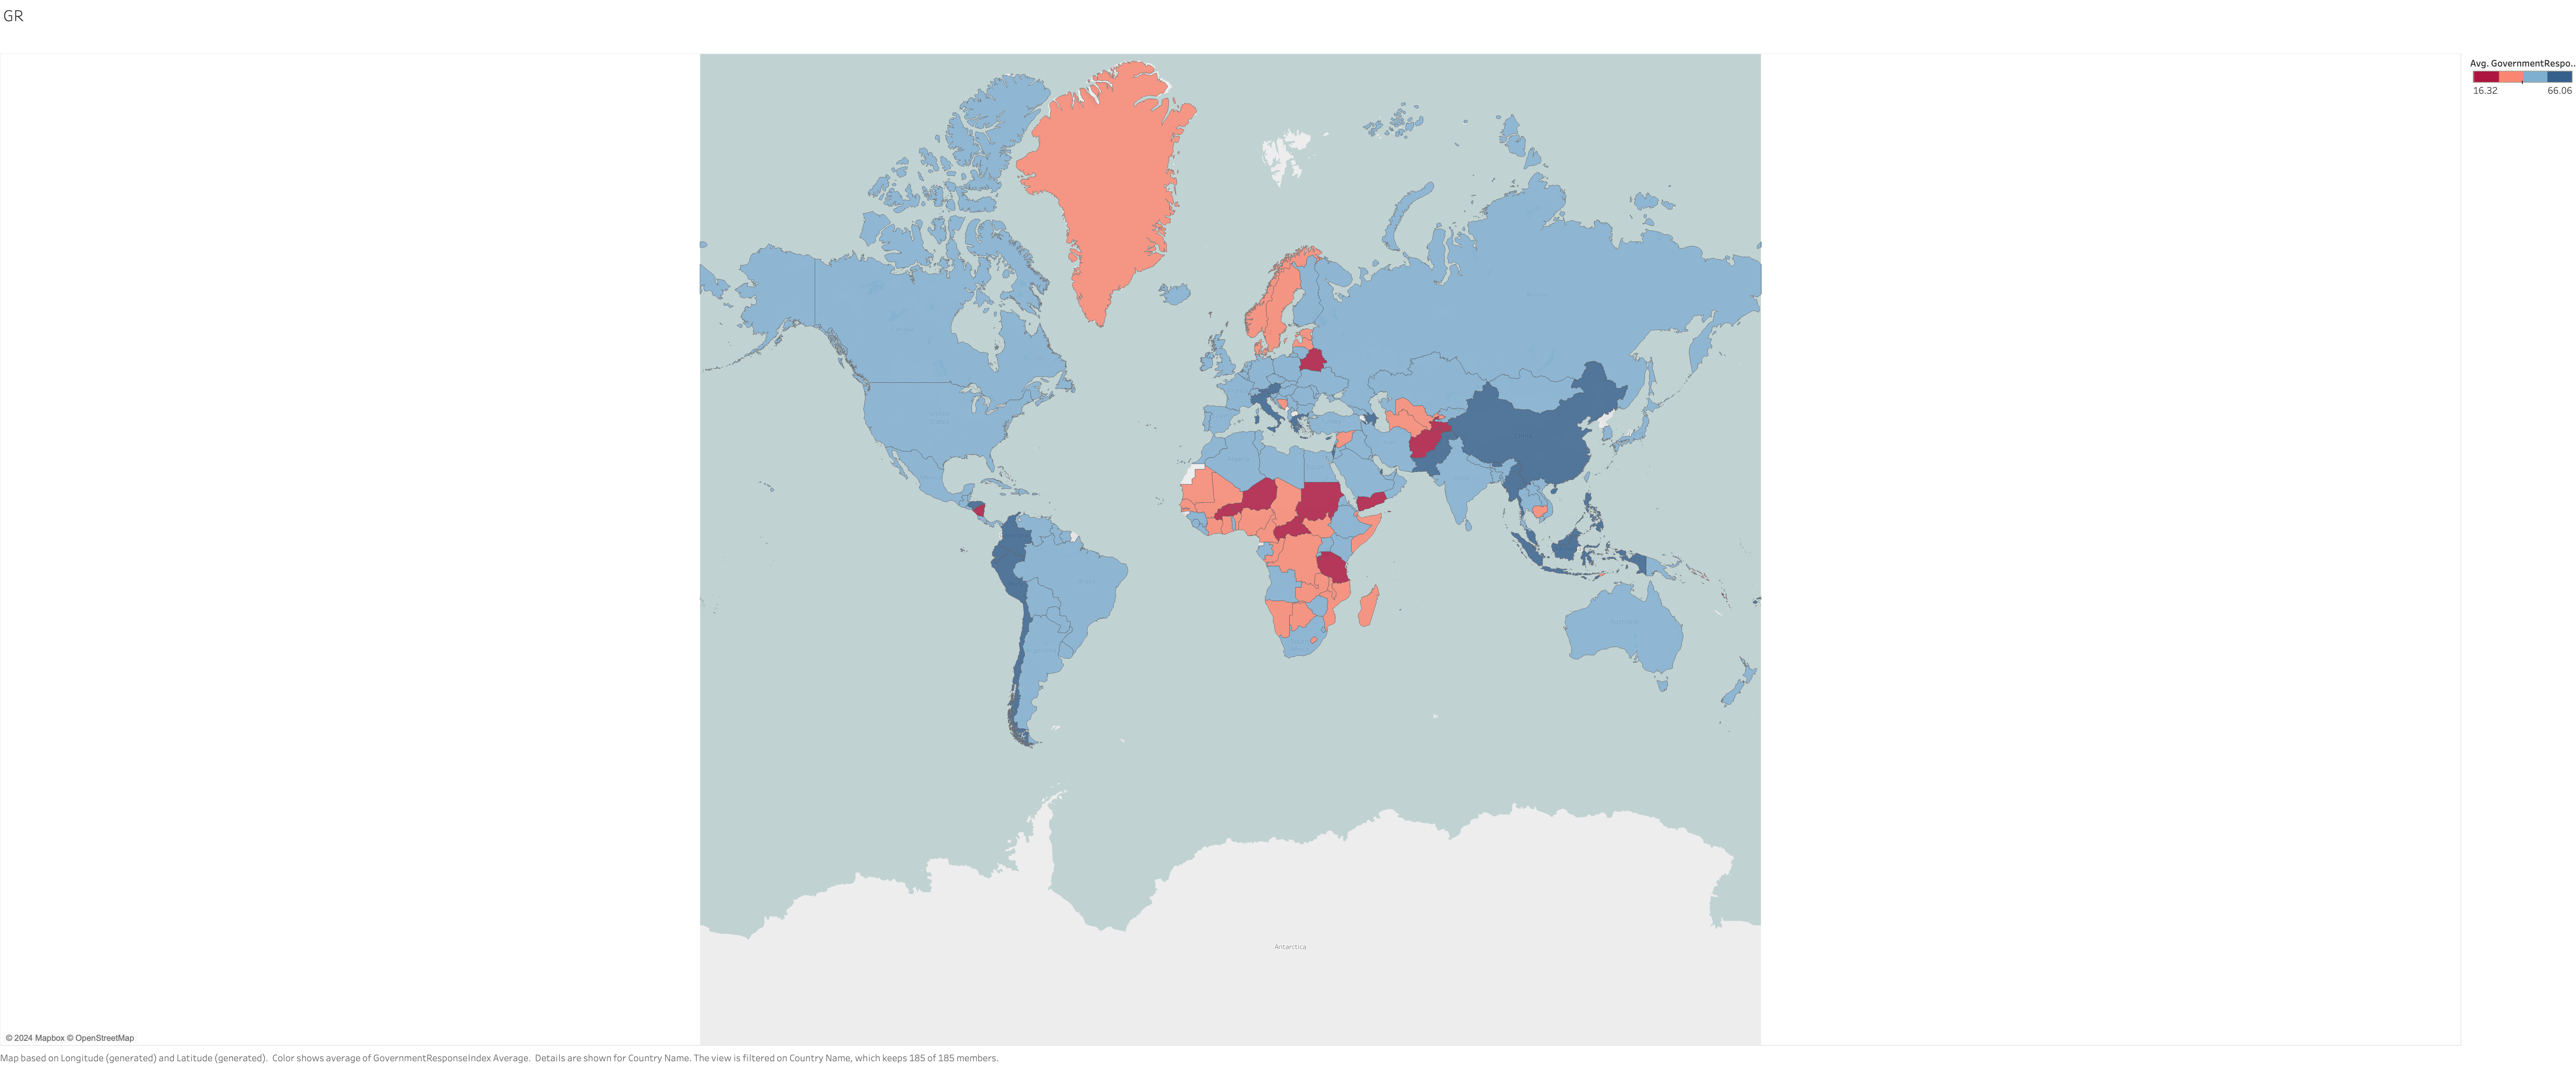 GR
Avg. GovernmentRespo..
16.32 66.06
Antarctica
© 2024 Mapbox © OpenStreetMap
Map based on Longitude (generated) and Latitude (generated).  Color shows average of GovernmentResponseIndex Average.  Details are shown for Country Name. The view is filtered on Country Name, which keeps 185 of 185 members.